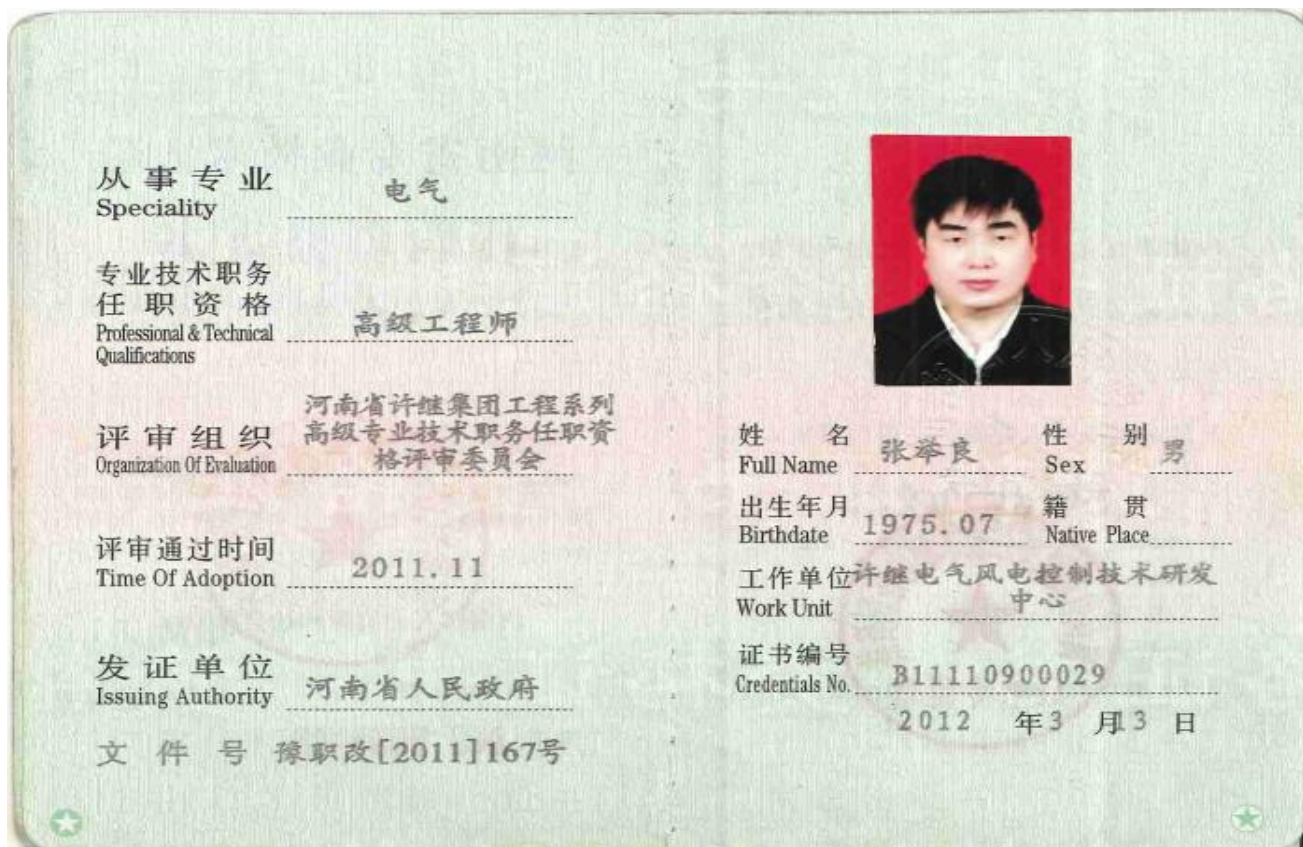 从事专业 电气
Speciality
专业技术职务
任职资格 高级工程师
Professional & Technical
Qualifications
河南省许继集团工程系列
评审组织 高级专业技术职务任职资
Organization Of Evaluation 格评审委员会
评审通过时间 2011.11
Time Of Adoption
发证单位 河南省人民政府
Issuing Authority
文件号 豫职改[2011]167号
姓名 张举良 性别 男
Full Name Sex
出生年月 1975.07 籍贯
Birthdate Native Place
工作单位 许继电气风电控制技术研发
Work Unit 中心
证书编号 B11110900029
Credentials No.
2012 年3 月13 日